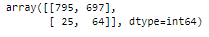 array([[795, 697],
       [ 25,  64]], dtype=int64)